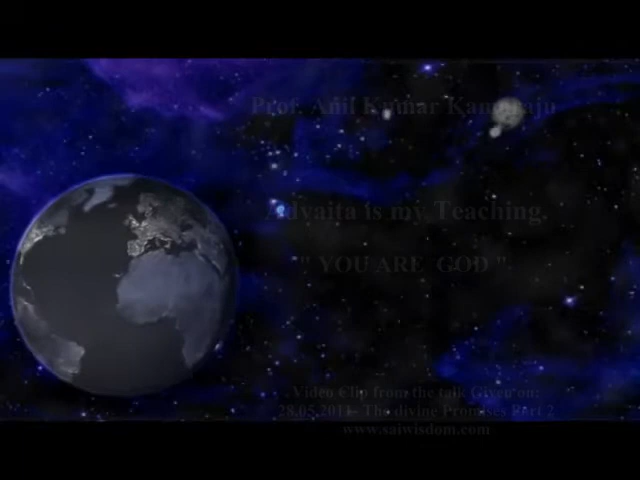 Prof. Anil Kumar Kamaraju
Advaita is my Teaching.
" YOU ARE GOD "
. Video Clip from the talk Given on:
28.05.2011- The divine Promises Part 2
www.saiwisdom.com